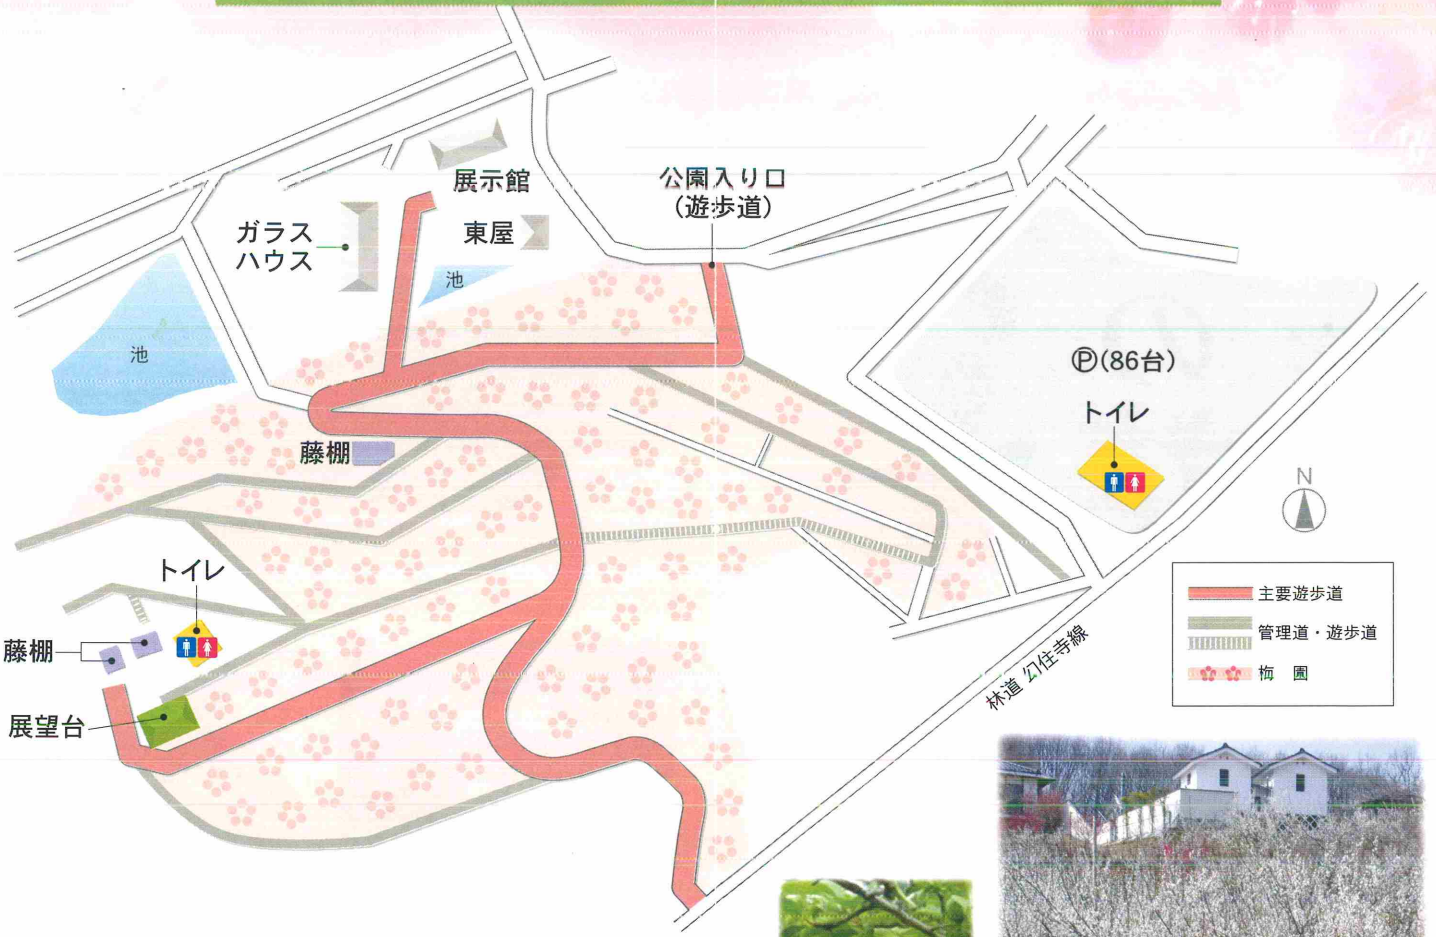 展示館
公園入り口
(遊歩道)
ガラス
ハウス
東屋
池
池
Ⓟ(86台)
トイレ
藤棚
N
トイレ
主要遊歩道
管理道・遊歩道
梅 園
藤棚
林道 幻住寺線
展望台